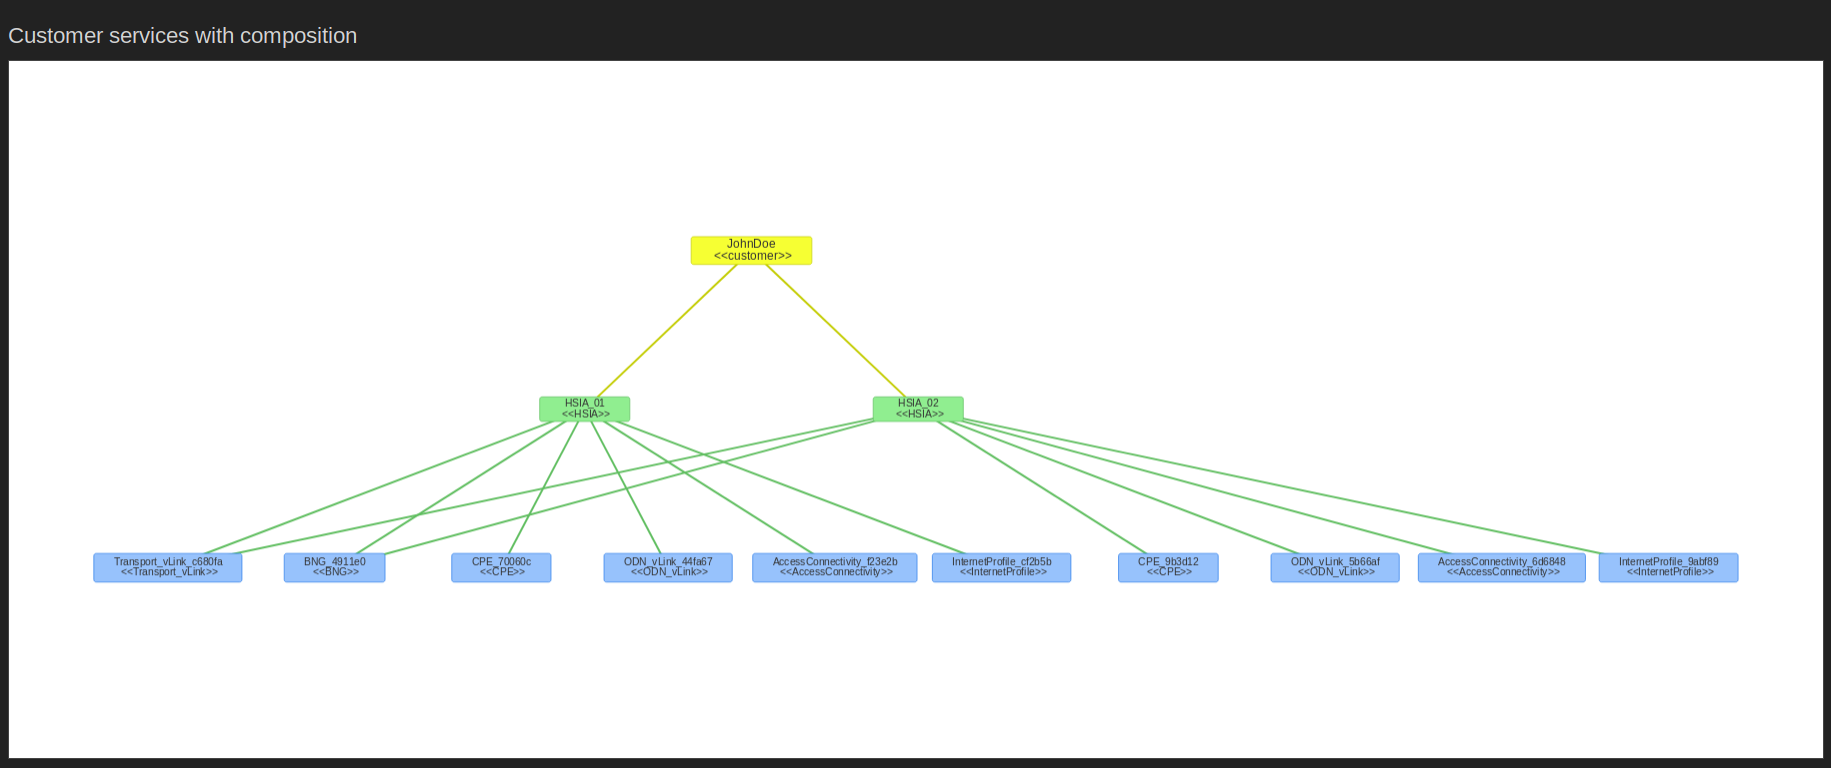 Customer services with composition
JohnDoe
<<customer>>
HSIA_01
<<HSIA>>
HSIA_02
<<HSIA>>
Transport_vLink_c680fa
<<Transport_vLink>>
BNG_4911e0
<<BNG>>
CPE_70060c
<<CPE>>
ODN_vLink_44fa67
<<ODN_vLink>>
AccessConnectivity_f23e2b
<<AccessConnectivity>>
InternetProfile_cf2b5b
<<InternetProfile>>
CPE_9b3d12
<<CPE>>
ODN_vLink_5b66af
<<ODN_vLink>>
AccessConnectivity_6d6848
<<AccessConnectivity>>
InternetProfile_9abf89
<<InternetProfile>>